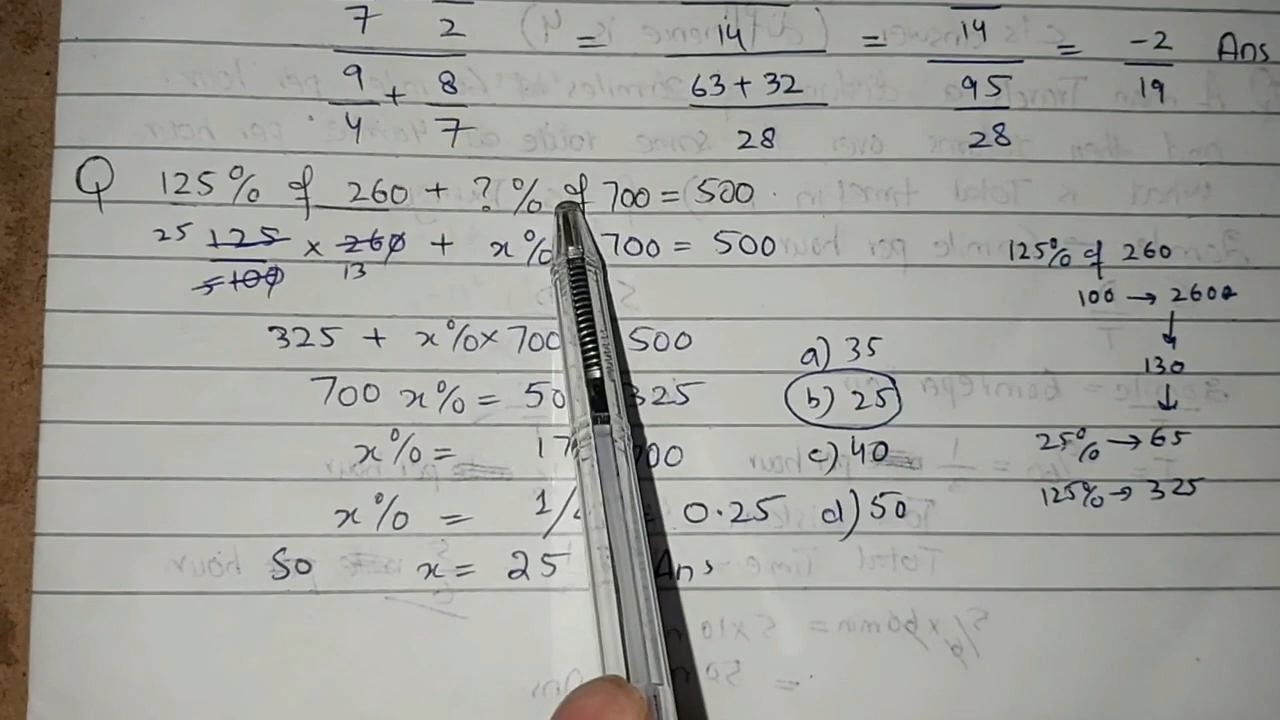 7 2 = 14 = 14 = -2 Ans
9/4 + 8/7 63+32 95 19
28 28
Q 125% of 260 + ?% of 700 = 500.
25 125 × 260 + x% 700 = 500
5 100 13
325 + x% × 700 500
700 x% = 50 325
x% = 17 700
x% = 1/ 0.25
So x = 25 Ans
a) 35
b) 25
c) 40
d) 50
125% of 260
100 → 260
130
25% → 65
125% → 325